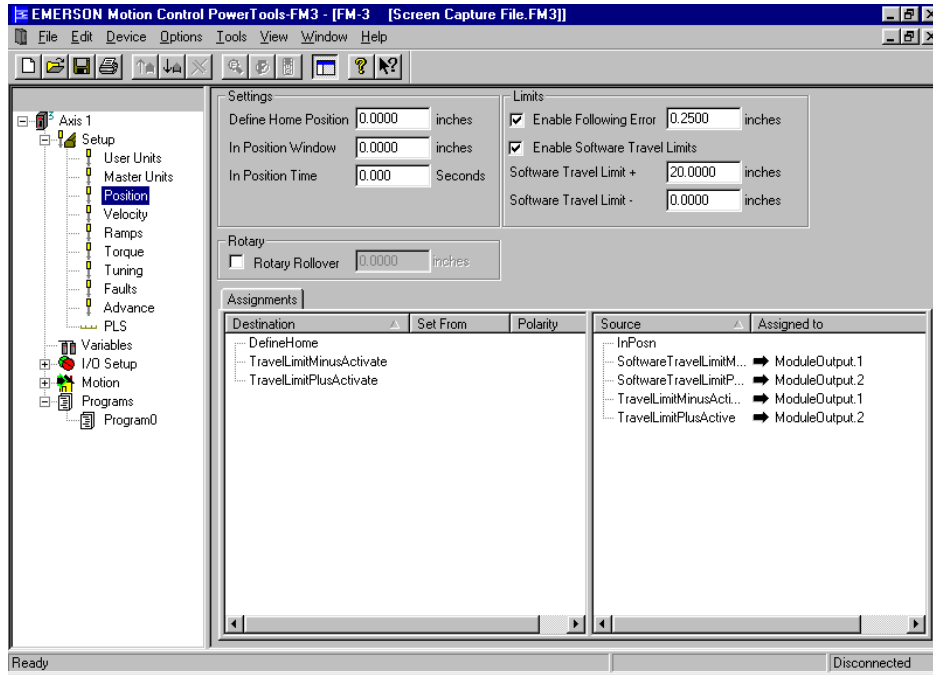 EMERSON Motion Control PowerTools-FM3 - [FM-3 [Screen Capture File.FM3]]
File Edit Device Options Tools View Window Help
Axis 1
Setup
User Units
Master Units
Position
Velocity
Ramps
Torque
Tuning
Faults
Advance
PLS
Variables
I/O Setup
Motion
Programs
Program0
Settings
Define Home Position 0.0000 inches
In Position Window 0.0000 inches
In Position Time 0.000 Seconds
Limits
Enable Following Error 0.2500 inches
Enable Software Travel Limits
Software Travel Limit + 20.0000 inches
Software Travel Limit - 0.0000 inches
Rotary
Rotary Rollover 0.0000 inches
Assignments
Destination Set From Polarity
DefineHome
TravelLimitMinusActivate
TravelLimitPlusActivate
Source Assigned to
InPosn
SoftwareTravelLimitM... ModuleOutput.1
SoftwareTravelLimitP... ModuleOutput.2
TravelLimitMinusActi... ModuleOutput.1
TravelLimitPlusActive ModuleOutput.2
Ready Disconnected